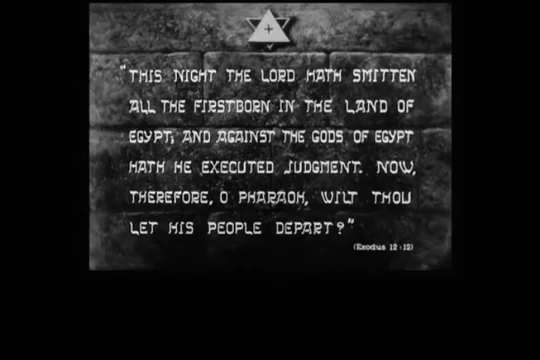 "THIS NIGHT THE LORD HATH SMITTEN
ALL THE FIRSTBORN IN THE LAND OF
EGYPT; AND AGAINST THE GODS OF EGYPT
HATH HE EXECUTED JUDGMENT. NOW,
THEREFORE, O PHARAOH, WILT THOU
LET HIS PEOPLE DEPART?"
(Exodus 12:12)